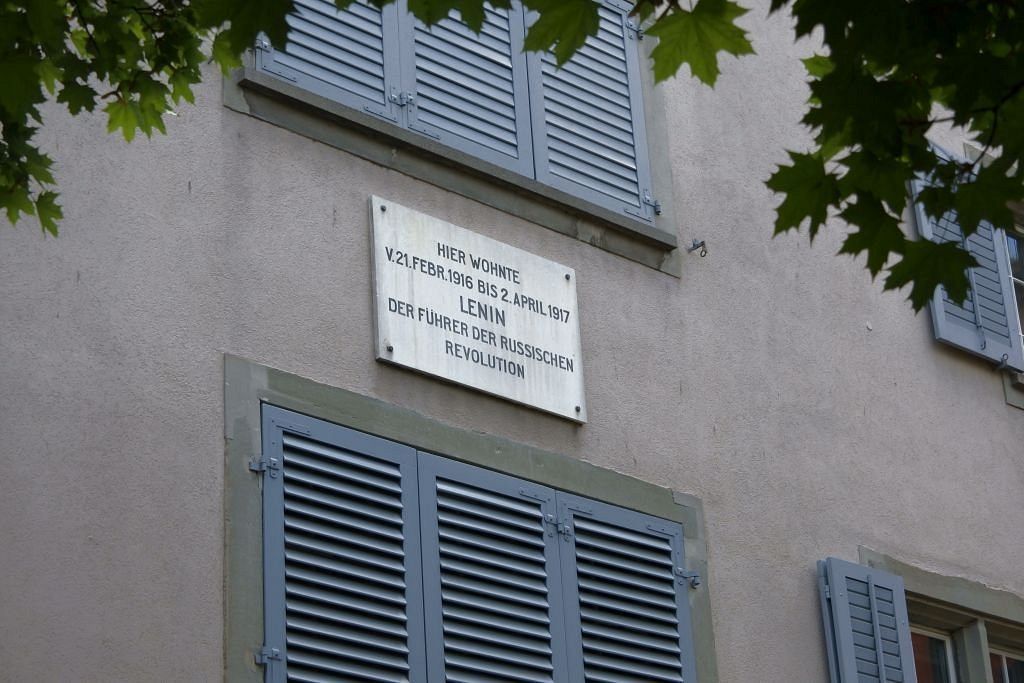 HIER WOHNTE
V.21.FEBR.1916 BIS 2.APRIL 1917
LENIN
DER FÜHRER DER RUSSISCHEN
REVOLUTION